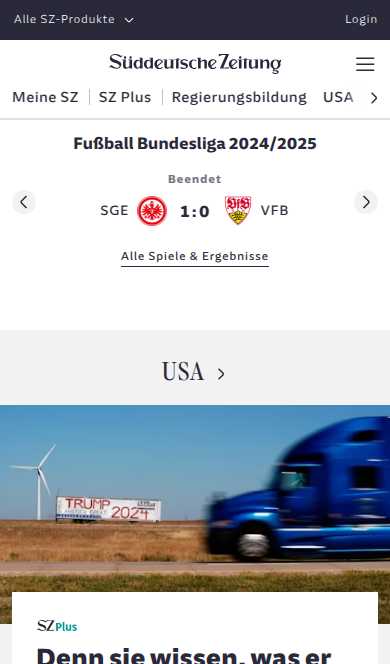 Alle SZ-Produkte
Login
Süddeutsche Zeitung
Meine SZ
SZ Plus
Regierungsbildung
USA
Fußball Bundesliga 2024/2025
Beendet
SGE
1:0
VfB
VFB
Alle Spiele & Ergebnisse
USA
TRUMP
2024
SZ Plus
Denn sie wissen, was er